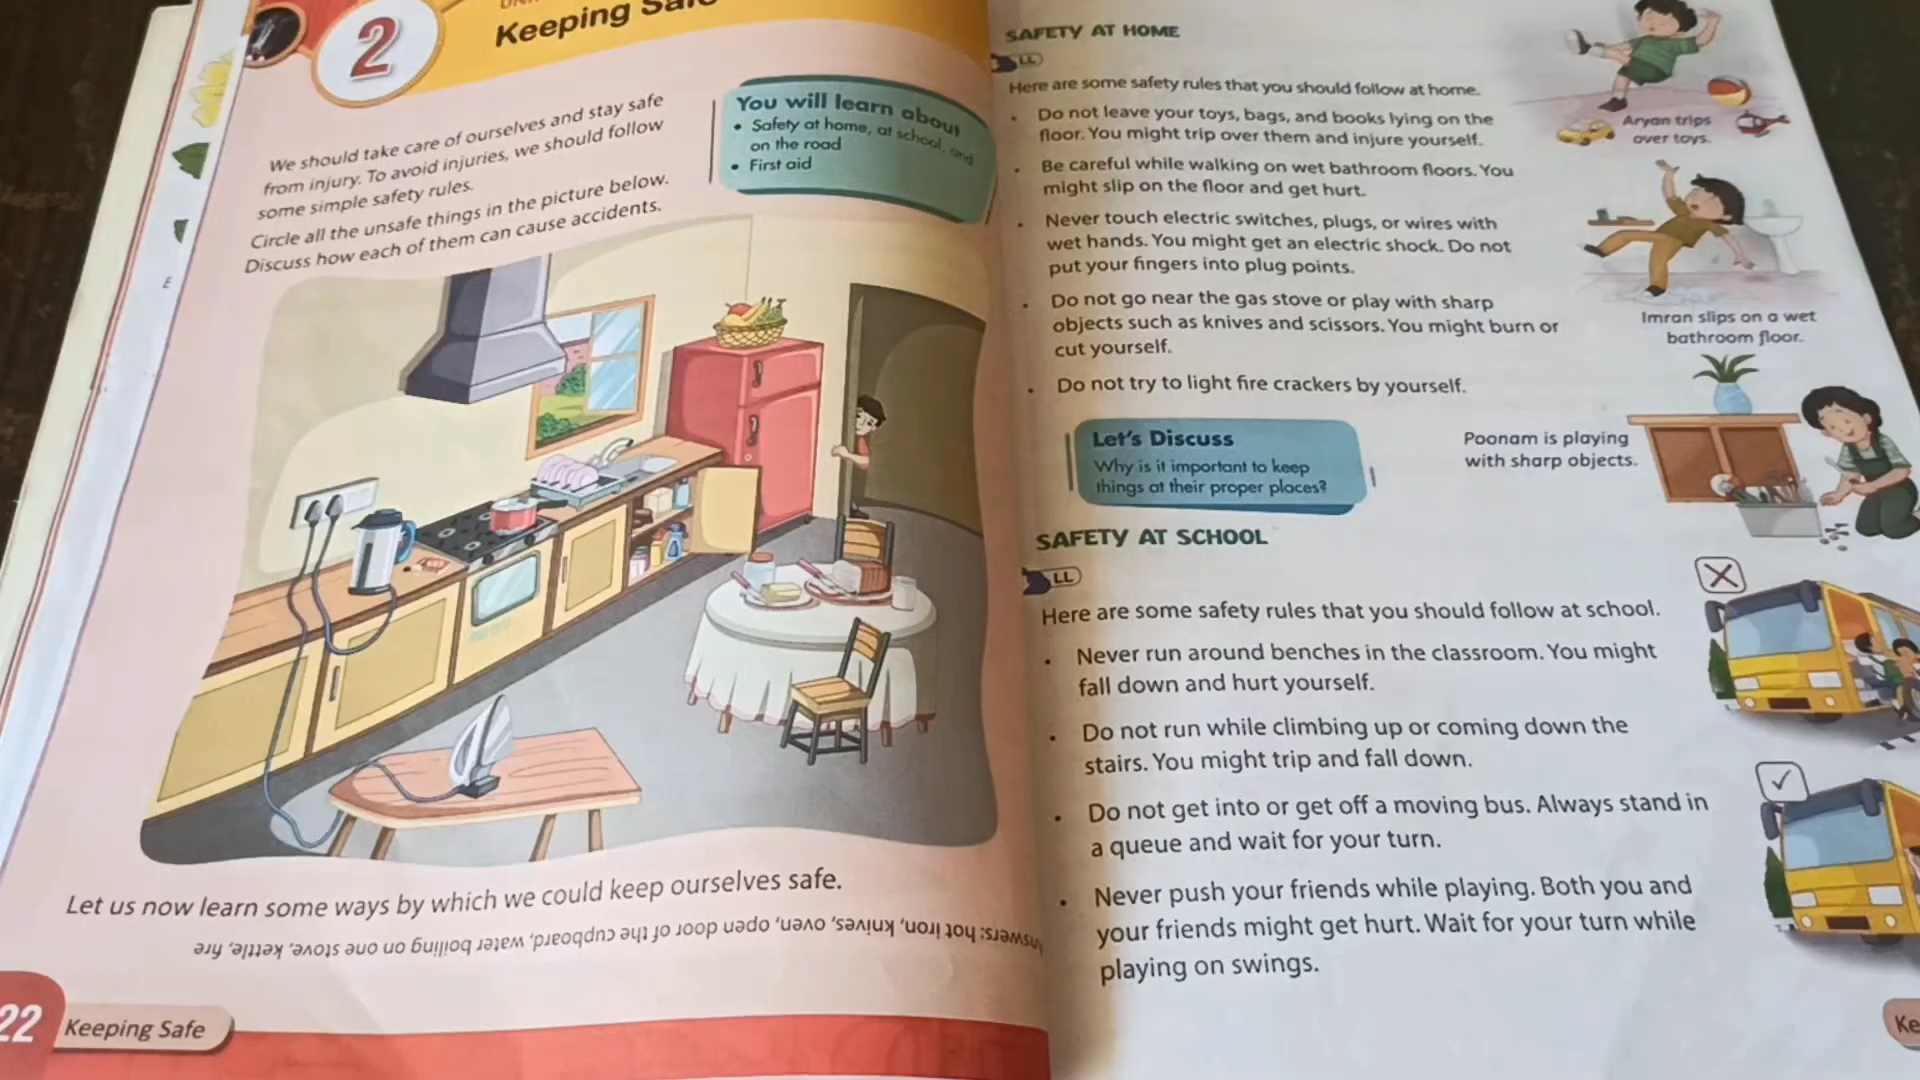 2
Keeping
We should take care of ourselves and stay safe
from injury. To avoid injuries, we should follow
some simple safety rules.
Circle all the unsafe things in the picture below.
Discuss how each of them can cause accidents.
You will learn about
• Safety at home, at school, and
on the road
• First aid
Let us now learn some ways by which we could keep ourselves safe.
hot iron, knives, oven, open door of the cupboard, water boiling on one stove, kettle, fire
22
Keeping Safe
SAFETY AT HOME
LL
Here are some safety rules that you should follow at home.
• Do not leave your toys, bags, and books lying on the
floor. You might trip over them and injure yourself.
• Be careful while walking on wet bathroom floors. You
might slip on the floor and get hurt.
• Never touch electric switches, plugs, or wires with
wet hands. You might get an electric shock. Do not
put your fingers into plug points.
• Do not go near the gas stove or play with sharp
objects such as knives and scissors. You might burn or
cut yourself.
• Do not try to light fire crackers by yourself.
Aryan trips
over toys.
Imran slips on a wet
bathroom floor.
Poonam is playing
with sharp objects.
Let's Discuss
Why is it important to keep
things at their proper places?
SAFETY AT SCHOOL
LL
Here are some safety rules that you should follow at school.
• Never run around benches in the classroom. You might
fall down and hurt yourself.
• Do not run while climbing up or coming down the
stairs. You might trip and fall down.
• Do not get into or get off a moving bus. Always stand in
a queue and wait for your turn.
• Never push your friends while playing. Both you and
your friends might get hurt. Wait for your turn while
playing on swings.